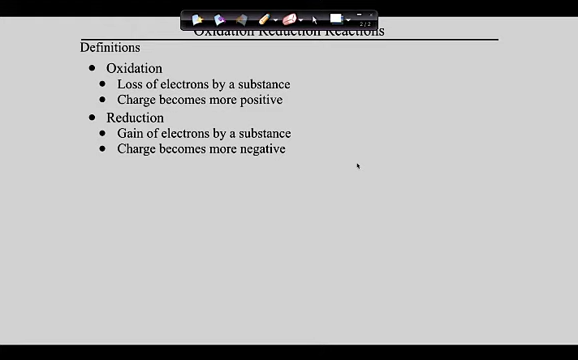 Oxidation Reduction Reactions
Definitions
• Oxidation
• Loss of electrons by a substance
• Charge becomes more positive
• Reduction
• Gain of electrons by a substance
• Charge becomes more negative